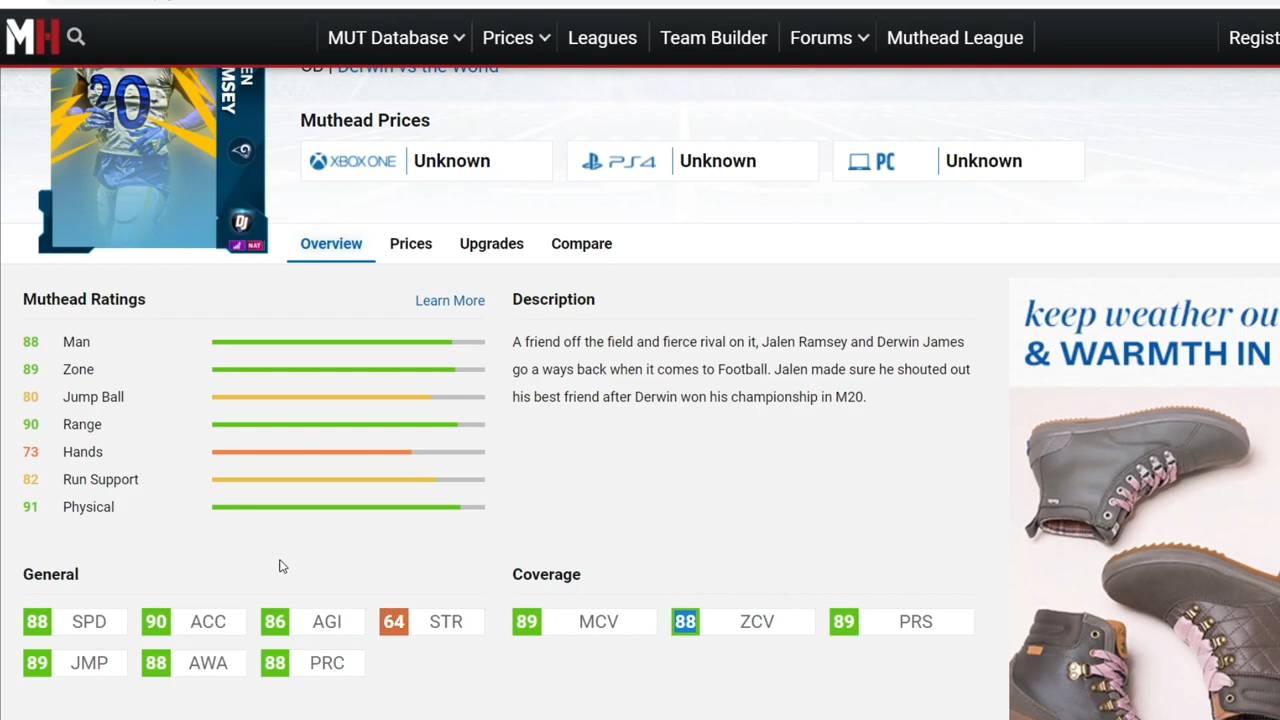 MH MUT Database Prices Leagues Team Builder Forums Muthead League Regist
CB | Derwin vs the World
20
EN
MSEY
DJ
NAT
Muthead Prices
XBOX ONE Unknown PS4 Unknown PC Unknown
Overview Prices Upgrades Compare
Muthead Ratings Learn More
88 Man
89 Zone
80 Jump Ball
90 Range
73 Hands
82 Run Support
91 Physical
Description
A friend off the field and fierce rival on it, Jalen Ramsey and Derwin James
go a ways back when it comes to Football. Jalen made sure he shouted out
his best friend after Derwin won his championship in M20.
General
88 SPD 90 ACC 86 AGI 64 STR
89 JMP 88 AWA 88 PRC
Coverage
89 MCV 88 ZCV 89 PRS
keep weather ou
& WARMTH IN